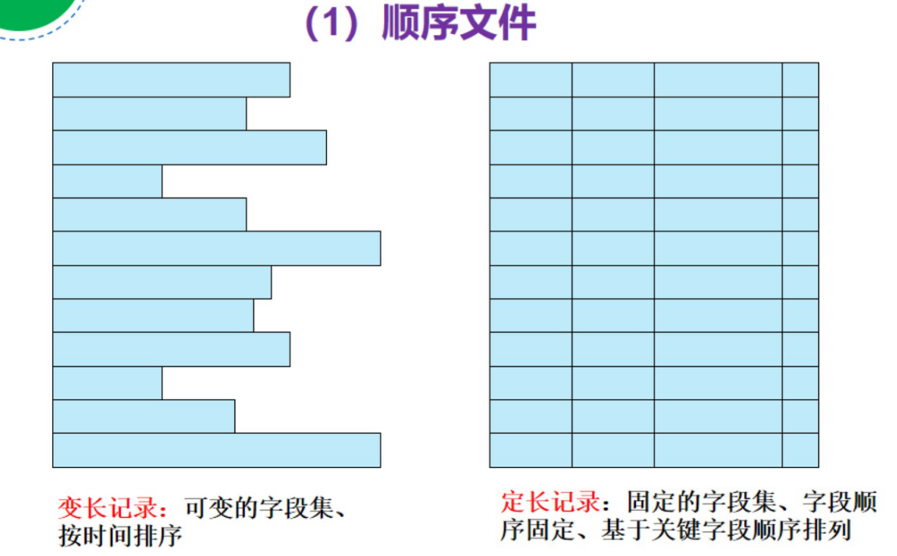 （1）顺序文件
变长记录：可变的字段集、
按时间排序
定长记录：固定的字段集、字段顺
序固定、基于关键字段顺序排列